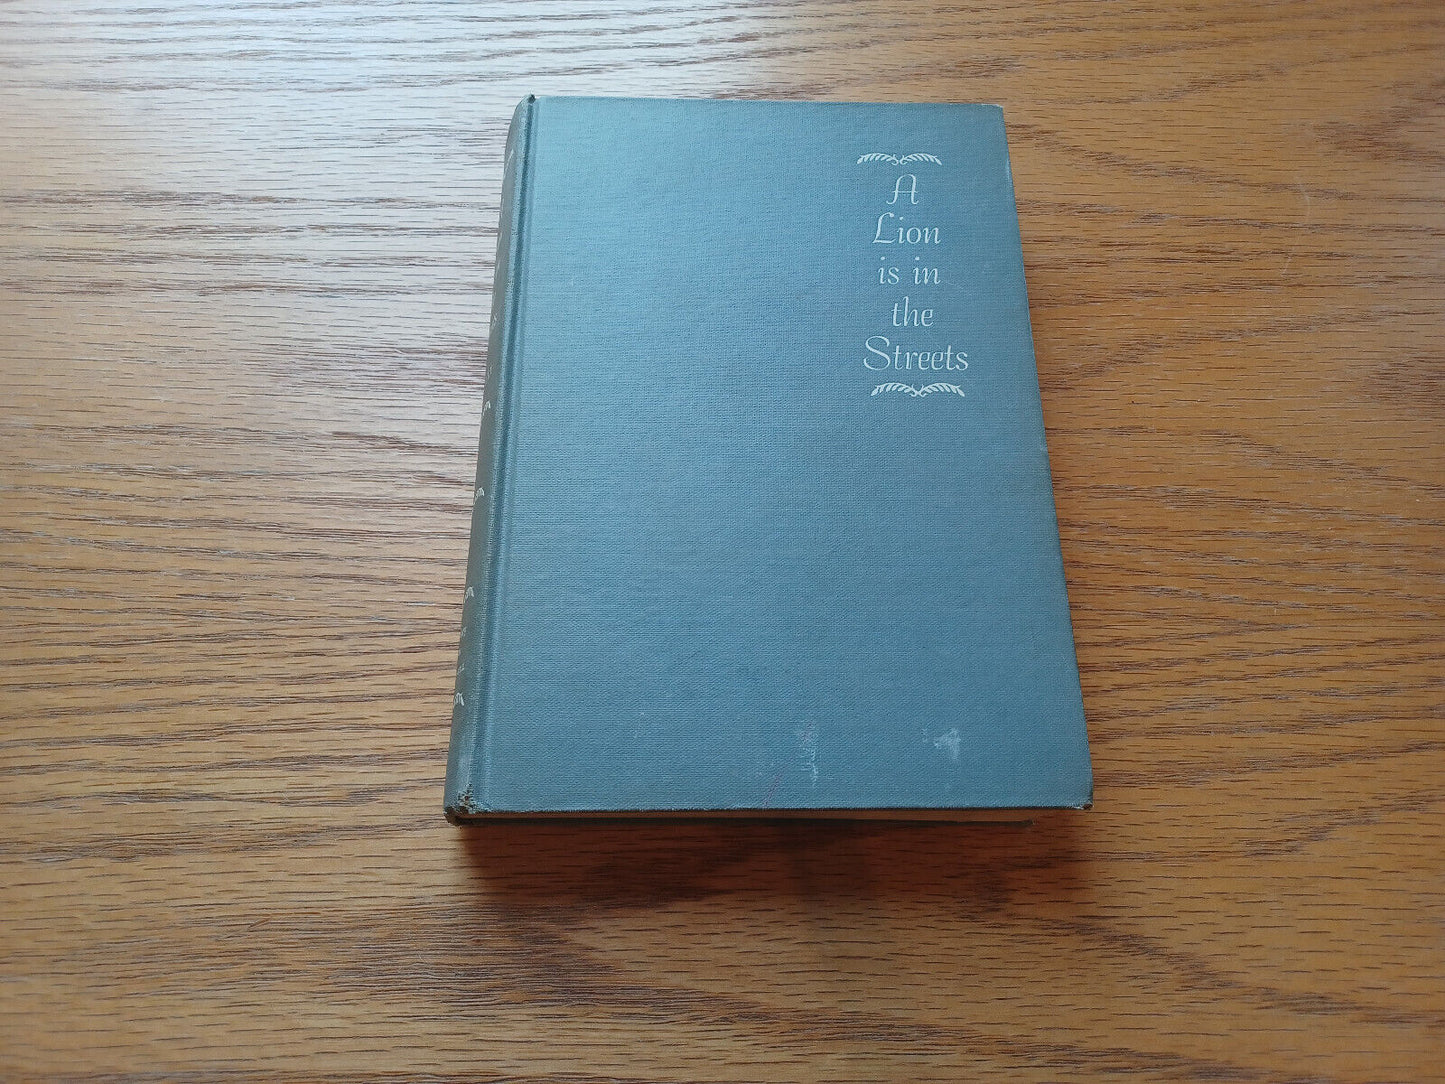 A
Lion
is in
the
Streets